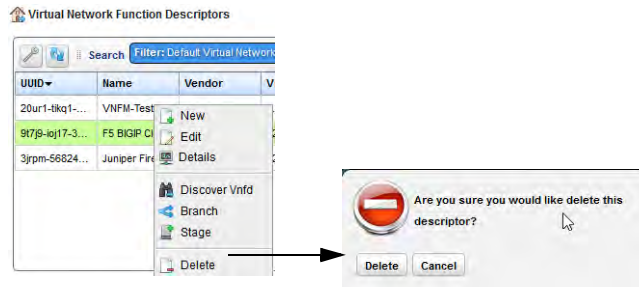 Virtual Network Function Descriptors
Search Filter: Default Virtual Network
UUID Name Vendor V
20ur1-tikq1-... VNFM-Test
9t7j9-ioj17-3... F5 BIGIP Cl
3jrpm-56824... Juniper Fire
New
Edit
Details
Discover Vnfd
Branch
Stage
Delete
Are you sure you would like delete this
descriptor?
Delete Cancel